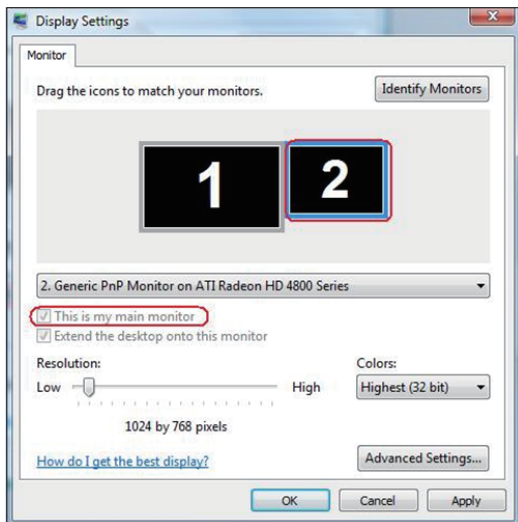 Display Settings
Monitor
Drag the icons to match your monitors.
Identify Monitors
1
2
2. Generic PnP Monitor on ATI Radeon HD 4800 Series
This is my main monitor
Extend the desktop onto this monitor
Resolution:
Colors:
Low
High
Highest (32 bit)
1024 by 768 pixels
How do I get the best display?
Advanced Settings...
OK
Cancel
Apply